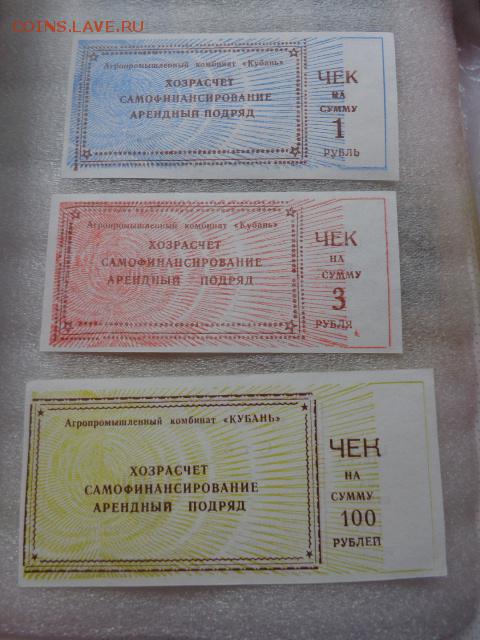 COINS.LAVE.RU
Агропромышленный комбинат «Кубань»
ХОЗРАСЧЕТ
САМОФИНАНСИРОВАНИЕ
АРЕНДНЫЙ ПОДРЯД
ЧЕК
НА
СУММУ
1
РУБЛЬ
Агропромышленный комбинат «Кубань»
ХОЗРАСЧЕТ
САМОФИНАНСИРОВАНИЕ
АРЕНДНЫЙ ПОДРЯД
ЧЕК
НА
СУММУ
3
РУБЛЯ
Агропромышленный комбинат «КУБАНЬ»
ХОЗРАСЧЕТ
САМОФИНАНСИРОВАНИЕ
АРЕНДНЫЙ ПОДРЯД
ЧЕК
НА
СУММУ
100
РУБЛЕЙ